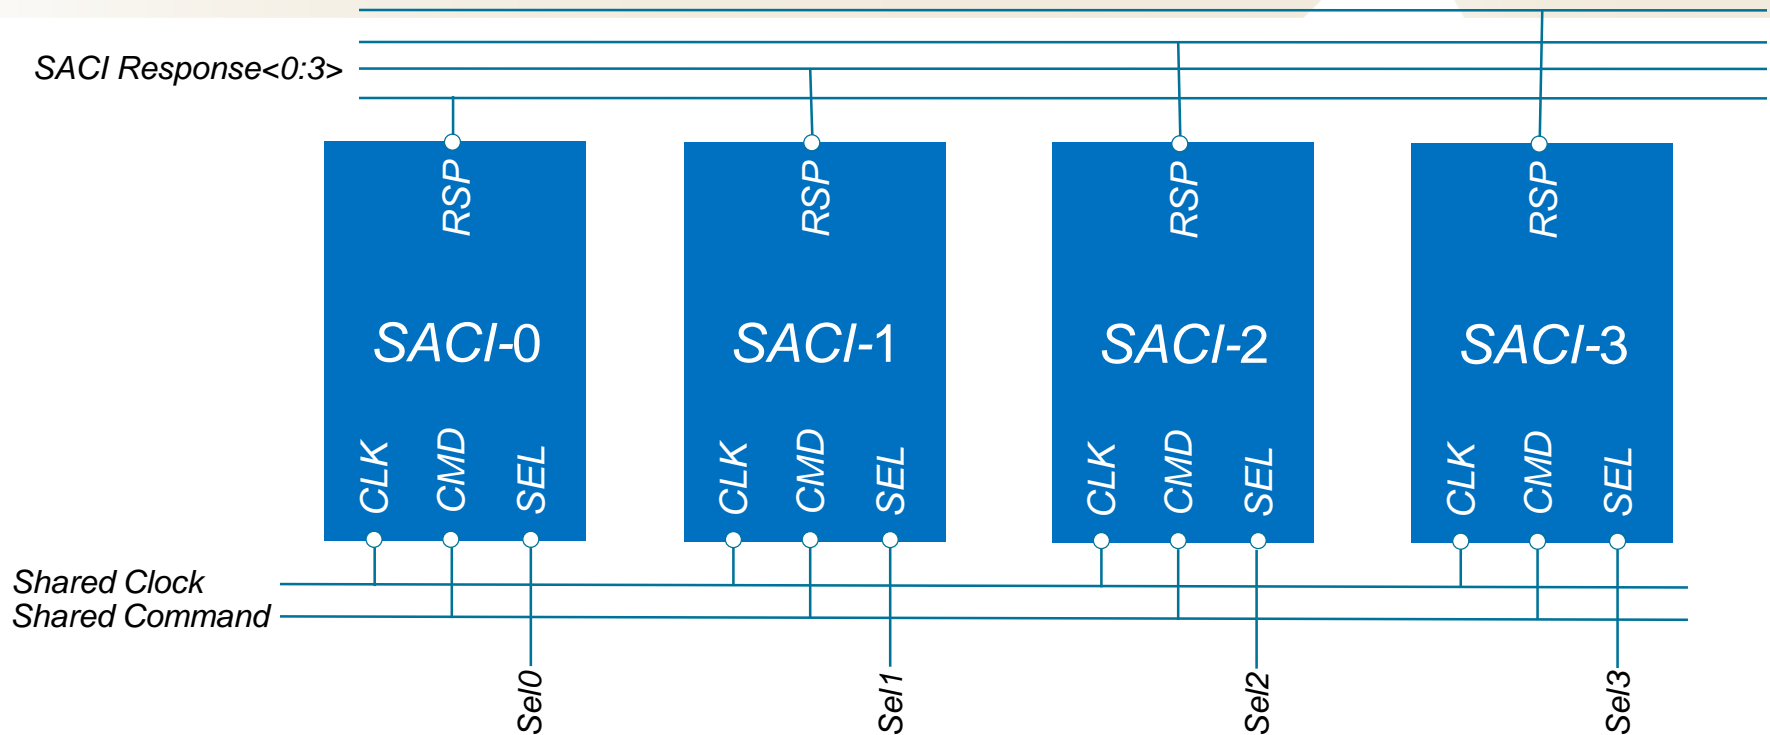 SACI Response<0:3>
RSP
RSP
RSP
RSP
SACI-0
SACI-1
SACI-2
SACI-3
CLK
CMD
SEL
CLK
CMD
SEL
CLK
CMD
SEL
CLK
CMD
SEL
Shared Clock
Shared Command
Sel0
Sel1
Sel2
Sel3